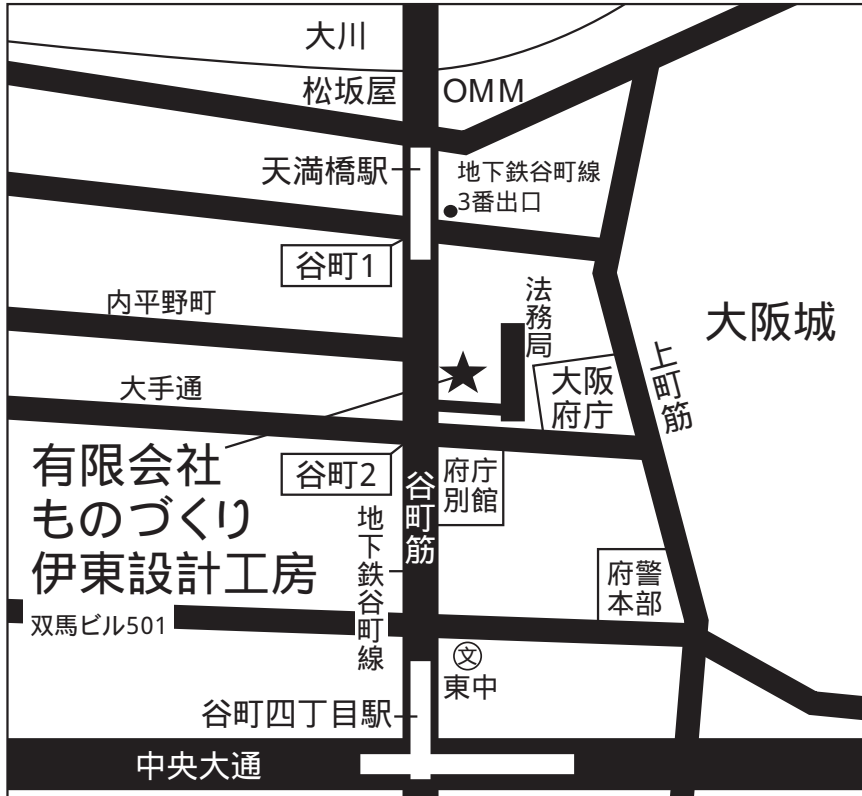 大川
松坂屋
OMM
天満橋駅
地下鉄谷町線
3番出口
谷町1
内平野町
法務局
大阪城
大手通
大阪
府庁
上町筋
有限会社
ものづくり
伊東設計工房
双馬ビル501
谷町2
谷町筋
府庁
別館
地下鉄谷町線
府警
本部
文
東中
谷町四丁目駅
中央大通